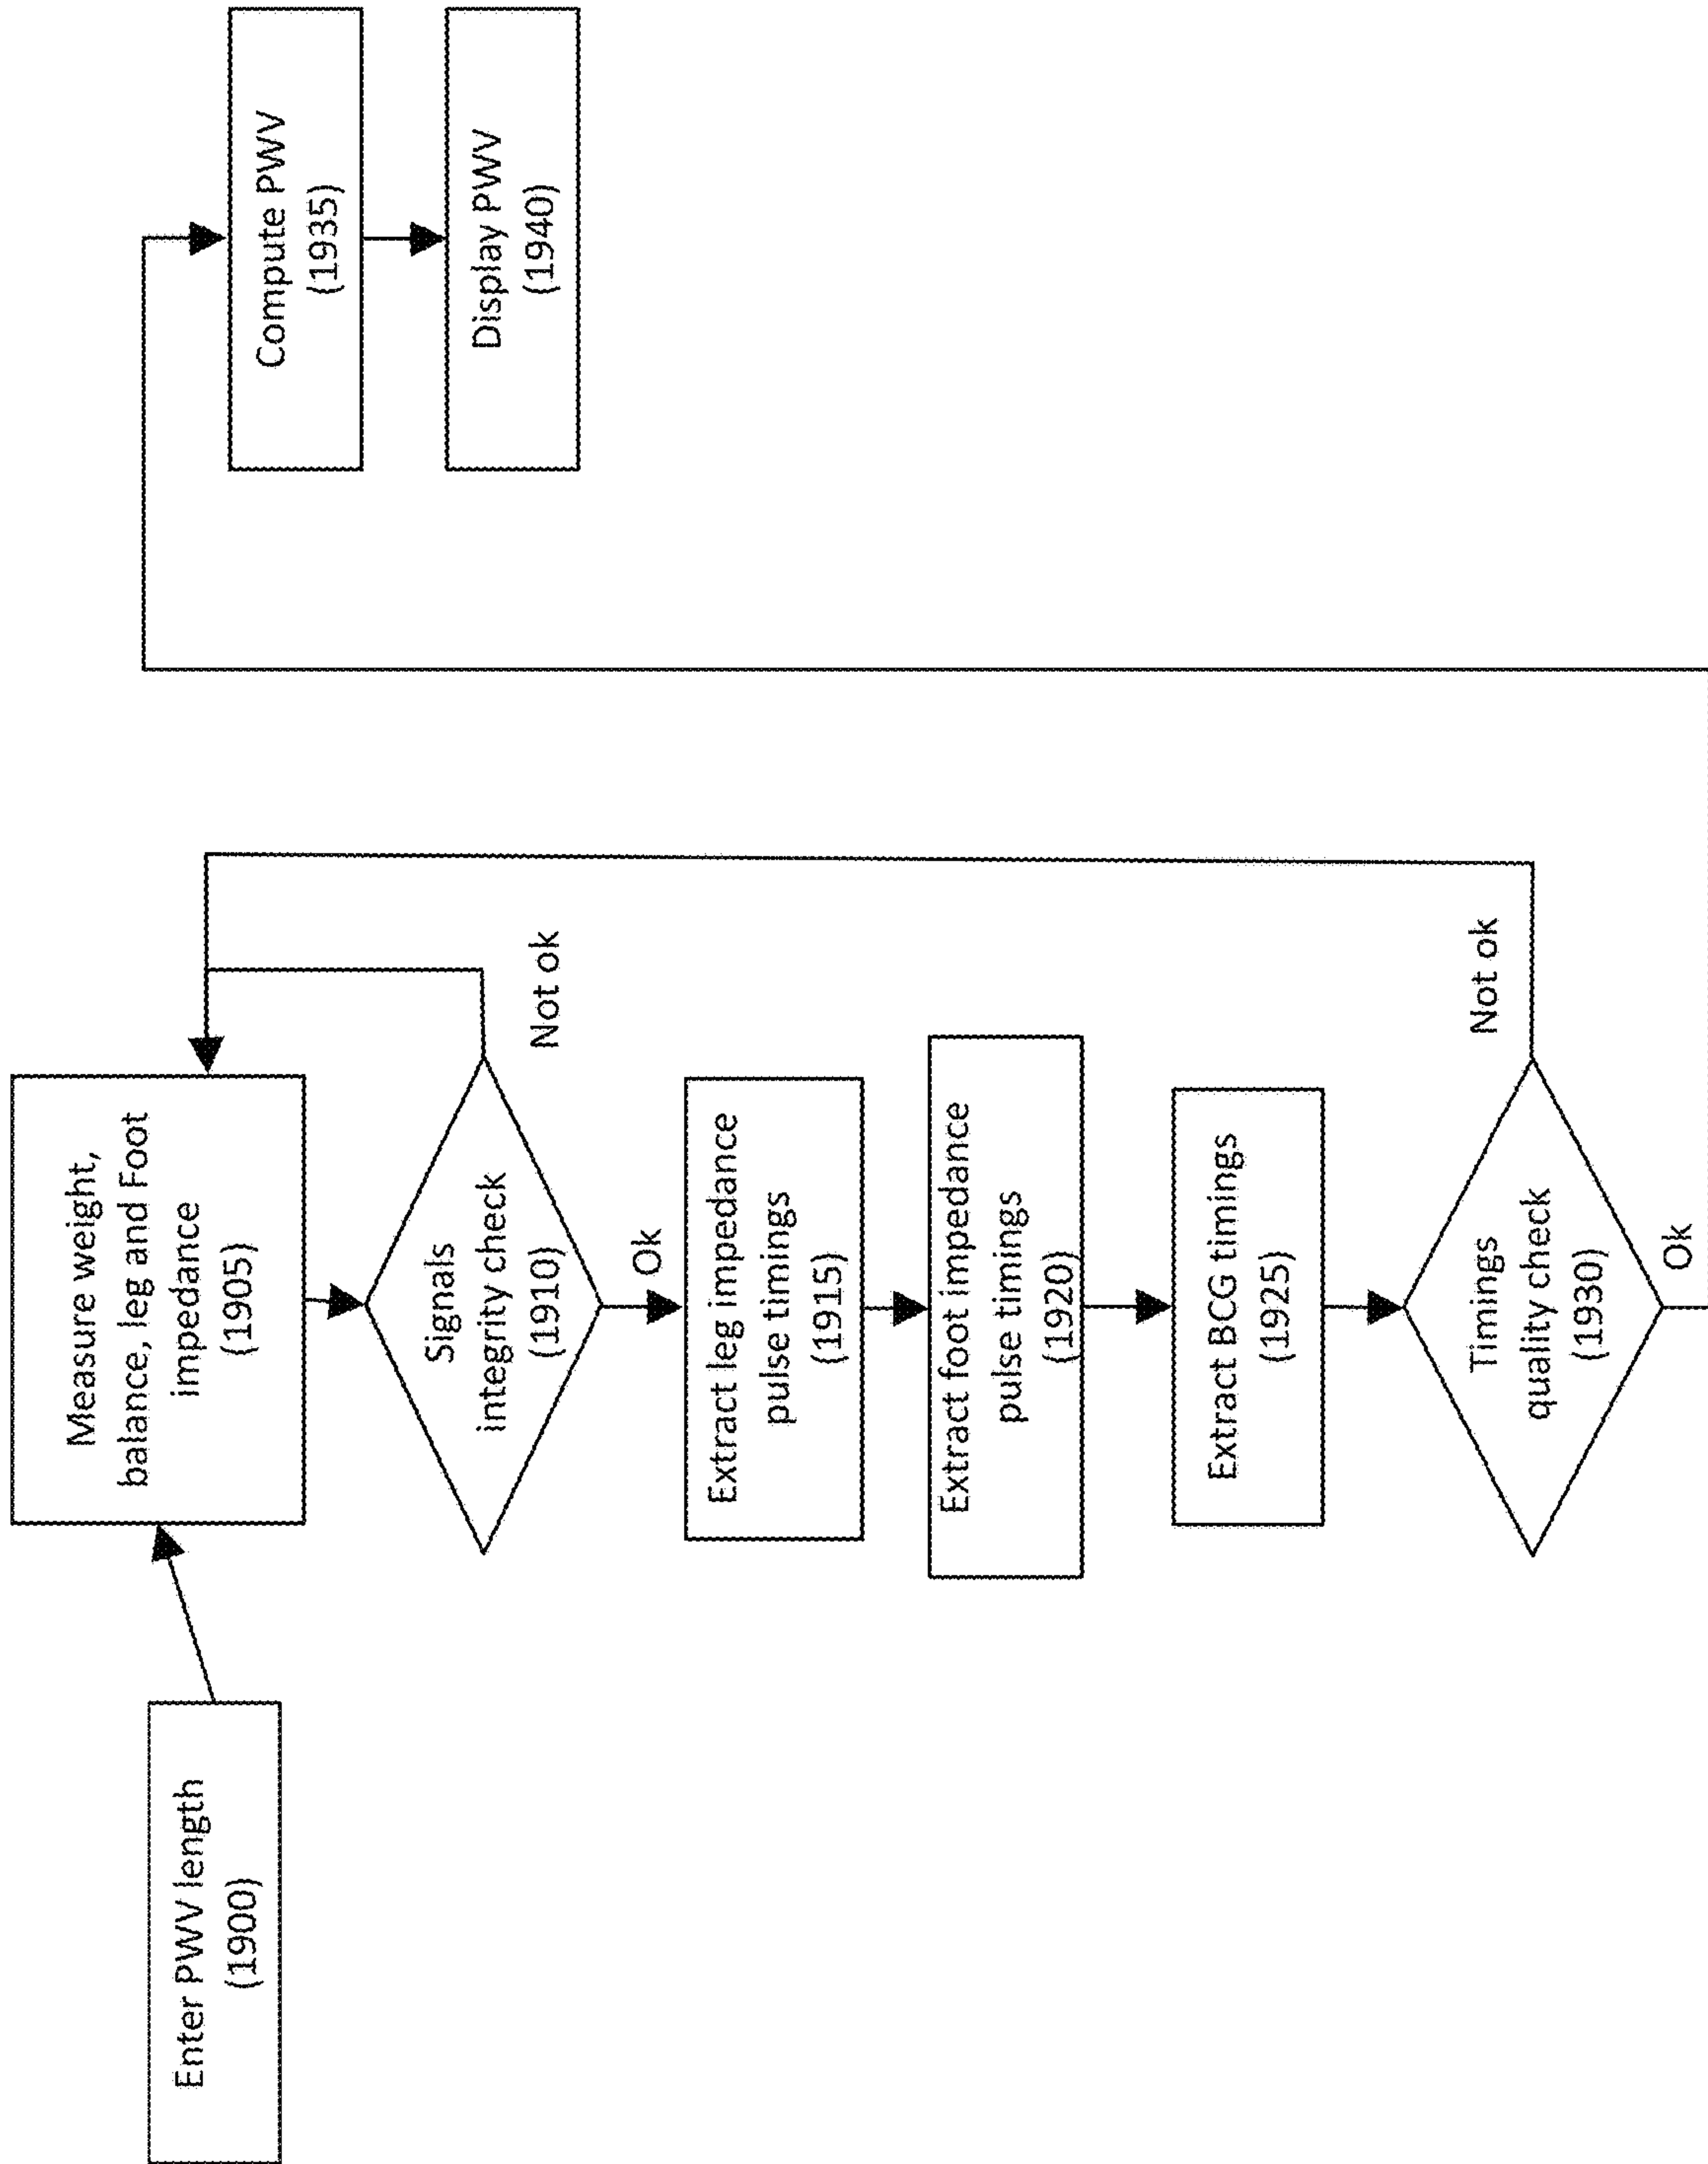 Enter PWV length
(1900)
Measure weight,
balance, leg and Foot
impedance
(1905)
Signals
integrity check
(1910)
Not ok
Ok
Extract leg impedance
pulse timings
(1915)
Extract foot impedance
pulse timings
(1920)
Extract BCG timings
(1925)
Timings
quality check
(1930)
Not ok
Ok
Compute PWV
(1935)
Display PWV
(1940)